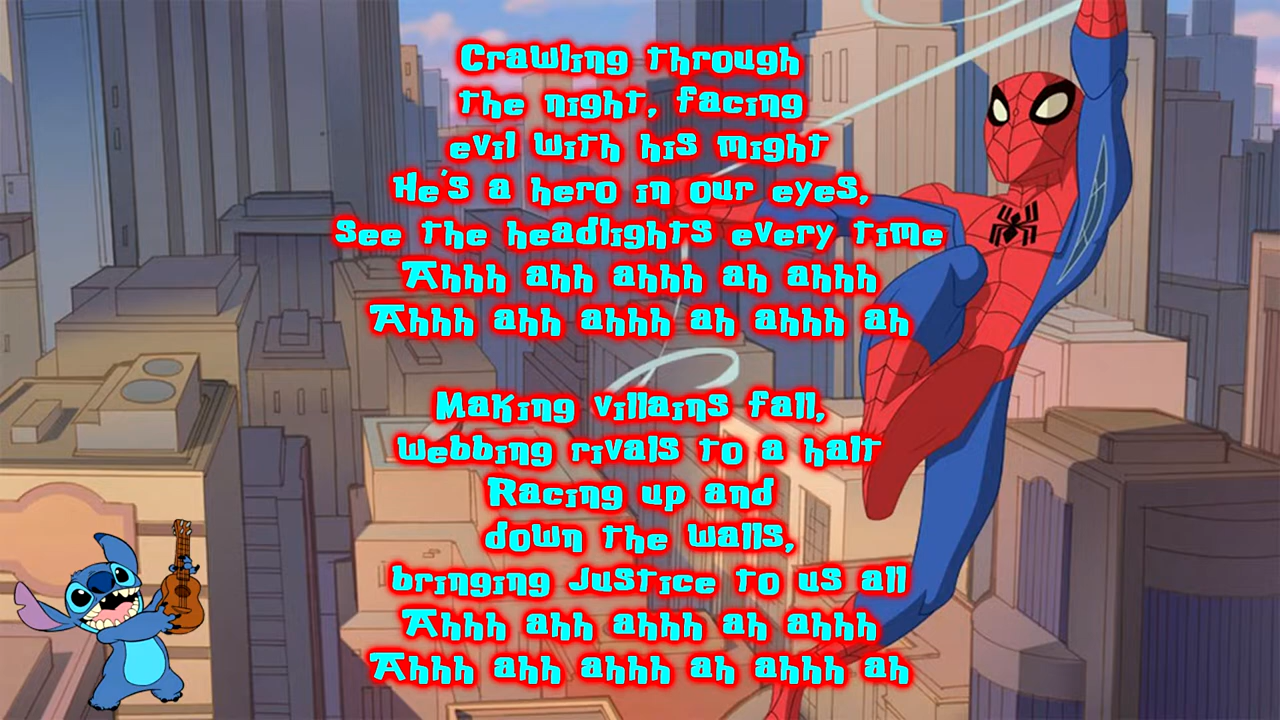 Crawling through
the night, facing
evil with his might
He's a hero in our eyes,
See the headlights every time
Ahhh ahh ahhh ah ahhh
Ahhh ahh ahhh ah ahhh ah
Making villains fall,
Webbing rivals to a halt
Racing up and
down the walls,
bringing justice to us all
Ahhh ahh ahhh ah ahhh
Ahhh ahh ahhh ah ahhh ah